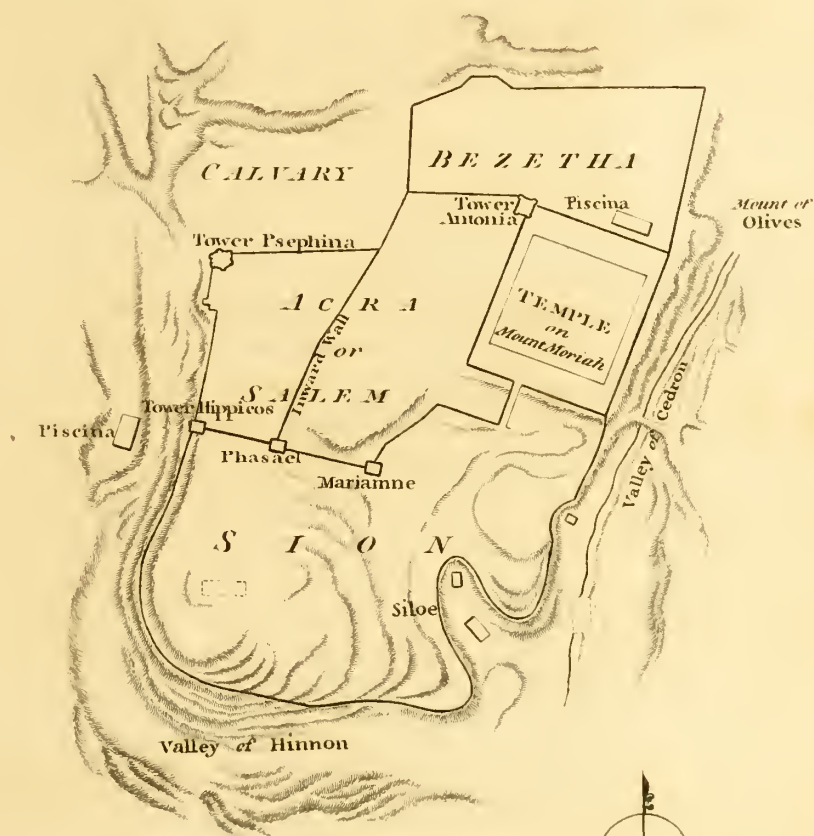 CALVARY
BEZETHA
Tower
Antonia
Piscina
Mount of
Olives
Tower Psephina
ACRA
or
SALEM
Inward Wall
TEMPLE
on
Mount Moriah
Tower Hippicos
Piscina
Phasael
Mariamne
Valley of Cedron
SION
Siloe
Valley of Hinnon